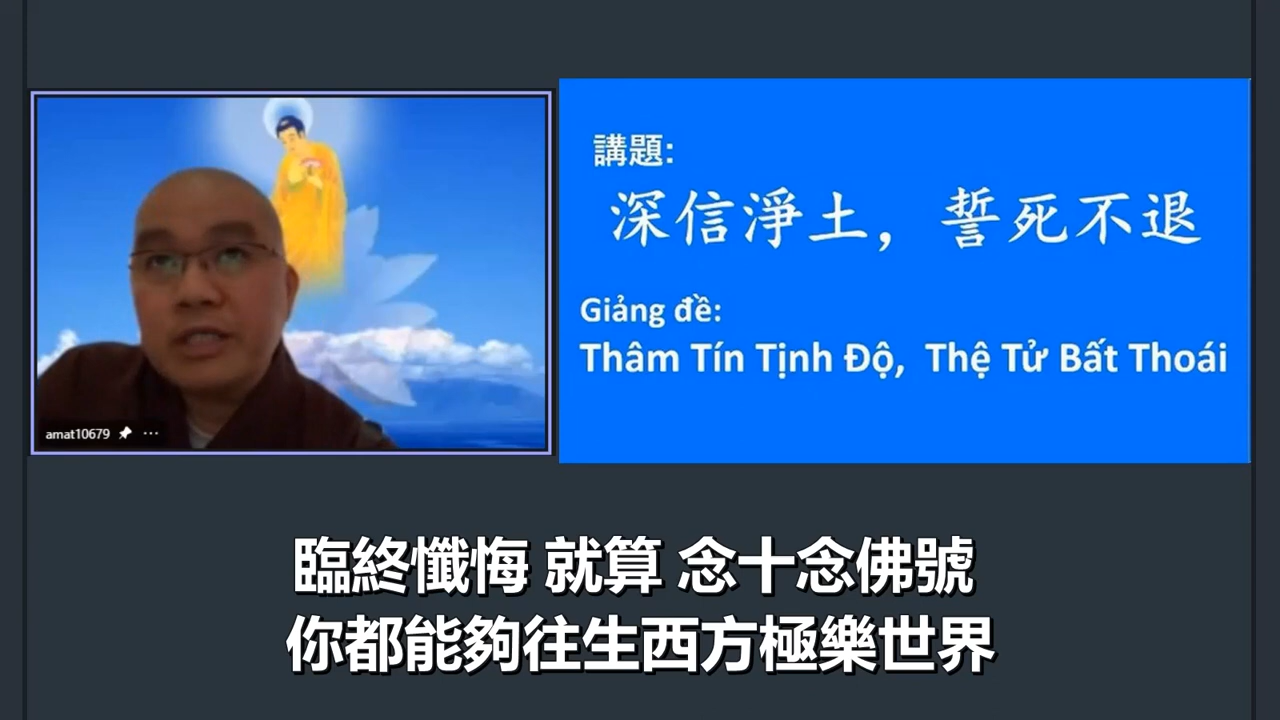 講題:
深信淨土，誓死不退
Giảng đề:
Thâm Tín Tịnh Độ, Thệ Tử Bất Thoái
amat10679
臨終懺悔 就算 念十念佛號
你都能夠往生西方極樂世界